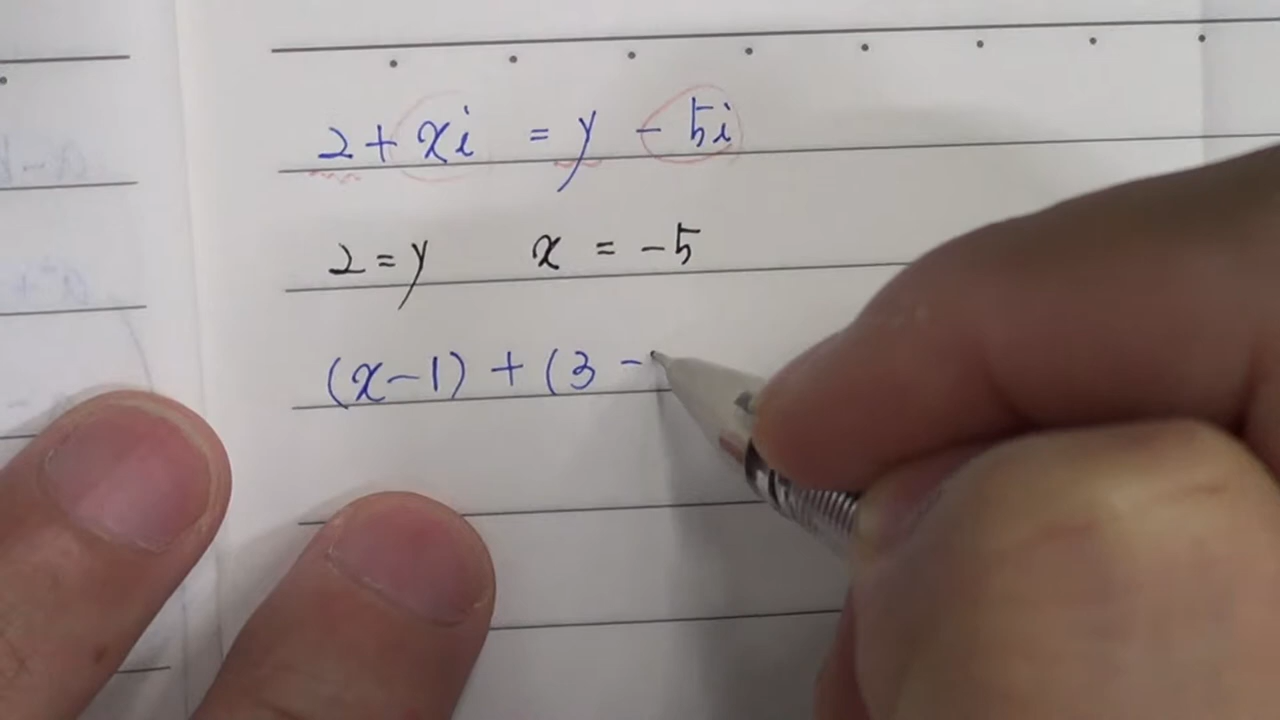 2 + xi = y - 5i
2 = y x = -5
(x-1) + (3 -